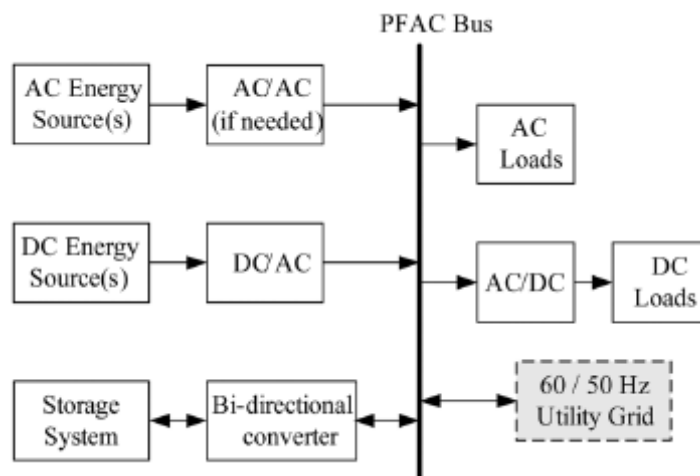 PFAC Bus
AC Energy
Source(s)
AC/AC
(if needed)
AC
Loads
DC Energy
Source(s)
DC/AC
AC/DC
DC
Loads
Storage
System
Bi-directional
converter
60 / 50 Hz
Utility Grid